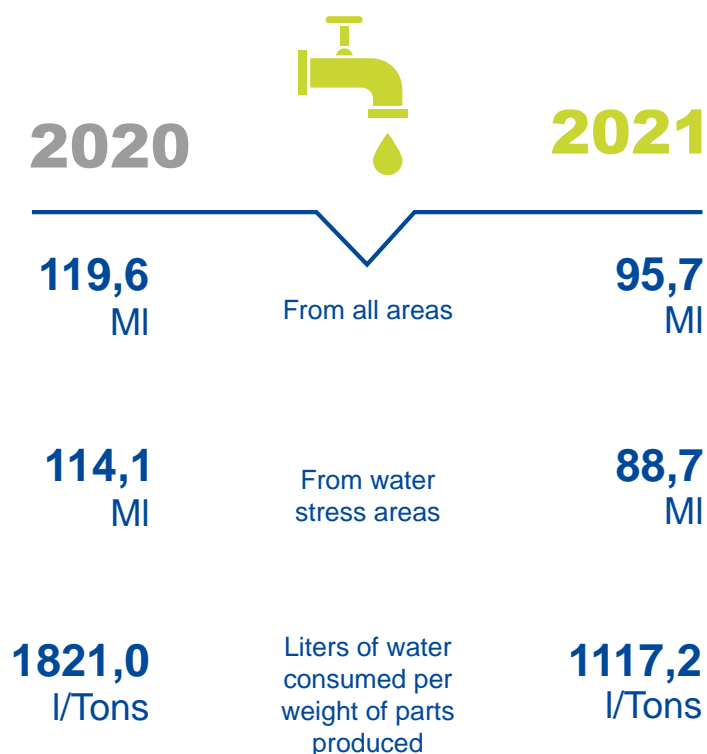 2020
2021
119,6
Ml
From all areas
95,7
Ml
114,1
Ml
From water
stress areas
88,7
Ml
1821,0
l/Tons
Liters of water
consumed per
weight of parts
produced
1117,2
l/Tons